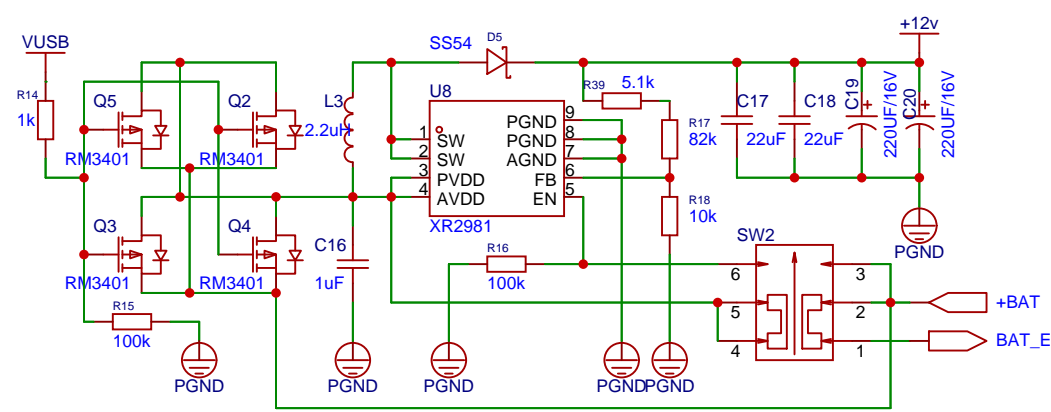 +12v
VUSB
SS54
D5
R14
1k
Q5
RM3401
Q2
RM3401
L3
2.2uH
U8
1
SW
2
SW
3
PVDD
4
AVDD
PGND
9
PGND
8
AGND
7
FB
6
EN
5
XR2981
R39
5.1k
R17
82k
R18
10k
C17
22uF
C18
22uF
C19
220UF/16V
C20
220UF/16V
PGND
Q3
RM3401
Q4
RM3401
C16
1uF
R16
100k
SW2
6
5
4
3
2
1
+BAT
BAT_E
R15
100k
PGND
PGND
PGND
PGND
PGND